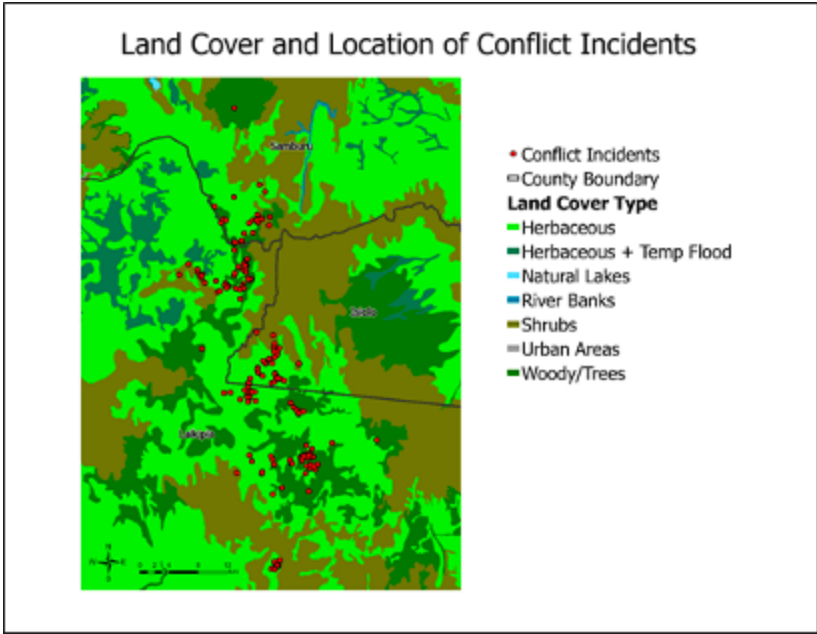 Land Cover and Location of Conflict Incidents
Samburu
Isiolo
Laikipia
N
W E
S
Conflict Incidents
County Boundary
Land Cover Type
Herbaceous
Herbaceous + Temp Flood
Natural Lakes
River Banks
Shrubs
Urban Areas
Woody/Trees